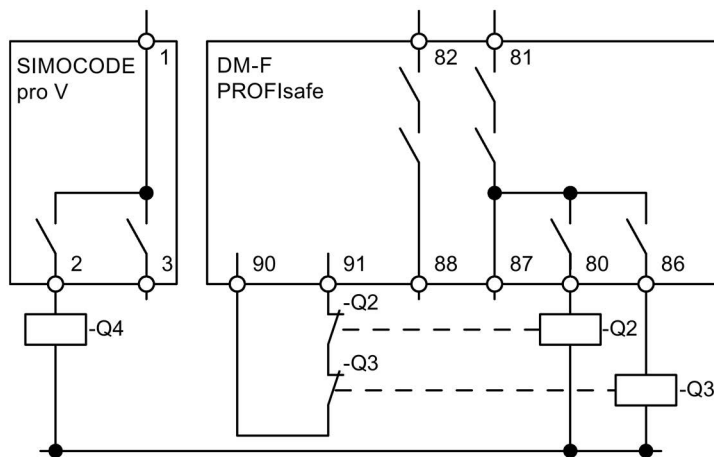 1
SIMOCODE
pro V
2
3
-Q4
82
81
DM-F
PROFIsafe
90
91
88
87
80
86
-Q2
-Q2
-Q3
-Q3